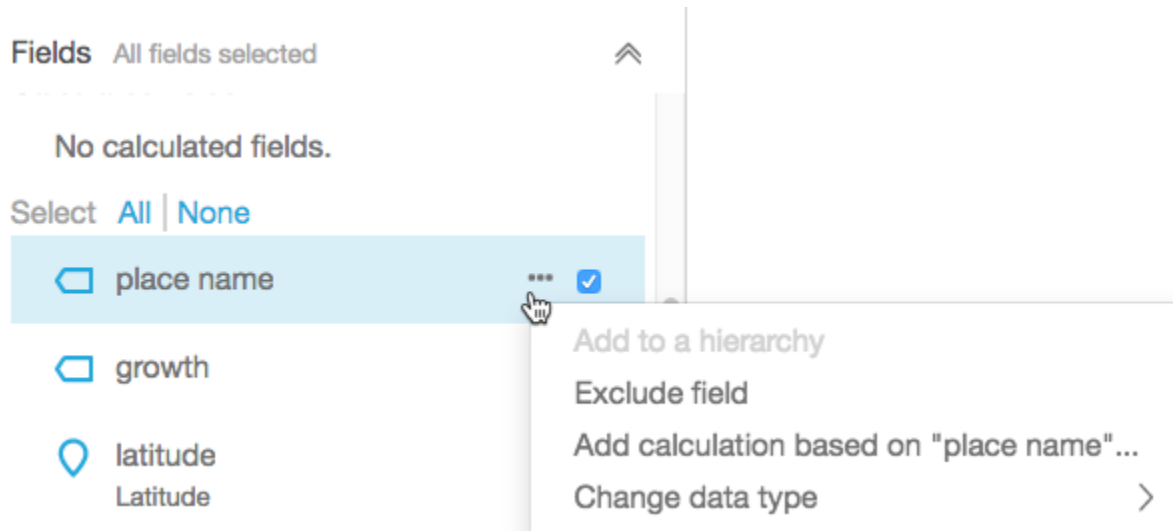 Fields All fields selected
No calculated fields.
Select All | None
place name ...
growth
latitude
Latitude
Add to a hierarchy
Exclude field
Add calculation based on "place name"...
Change data type